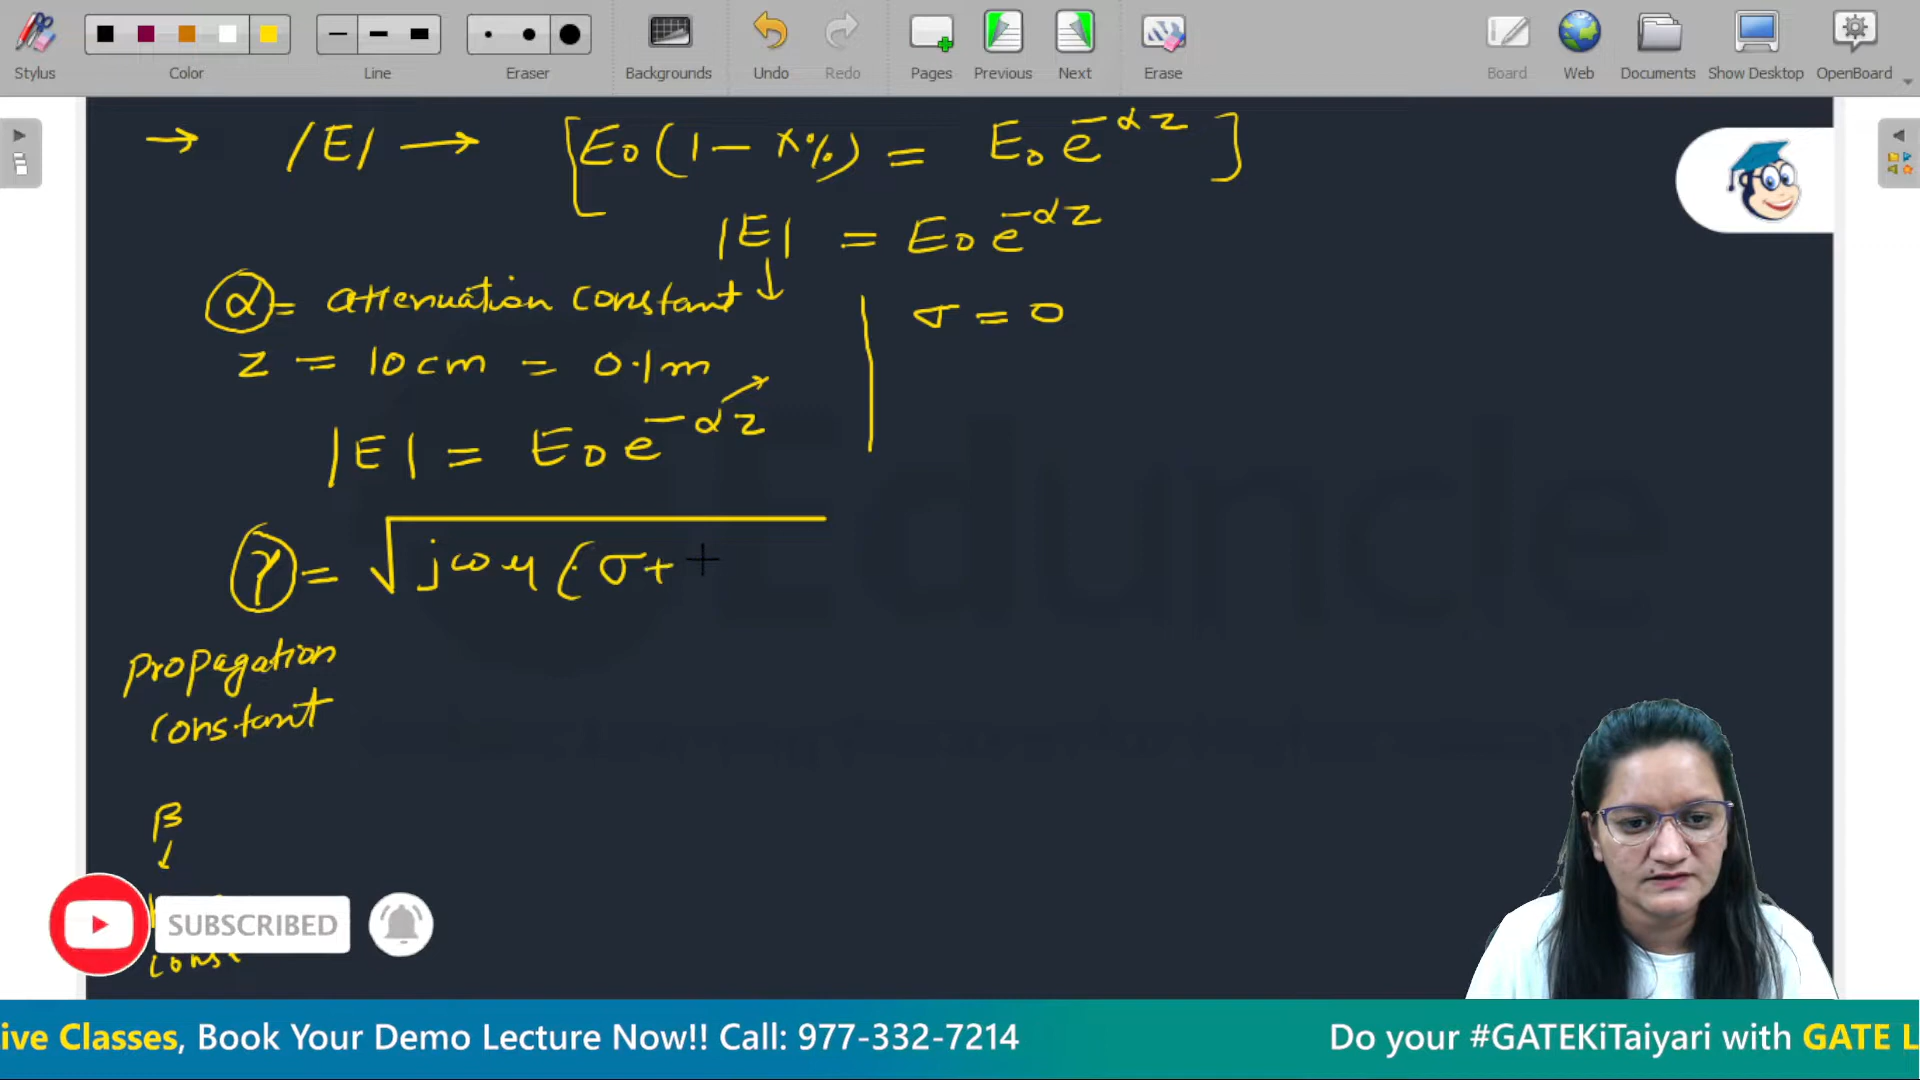 Stylus Color Line Eraser Backgrounds Undo Redo Pages Previous Next Erase Board Web Documents Show Desktop OpenBoard
→ |E| → [E₀(1 - x%) = E₀e^-αz]
|E| = E₀e^-αz
α = attenuation constant ↓
σ = 0
z = 10cm = 0.1m
|E| = E₀e^-αz
γ = √jωμ(σ+
Eduncle
propagation
constant
β
↓
SUBSCRIBED
const
ive Classes, Book Your Demo Lecture Now!! Call: 977-332-7214 Do your #GATEKiTaiyari with GATE L